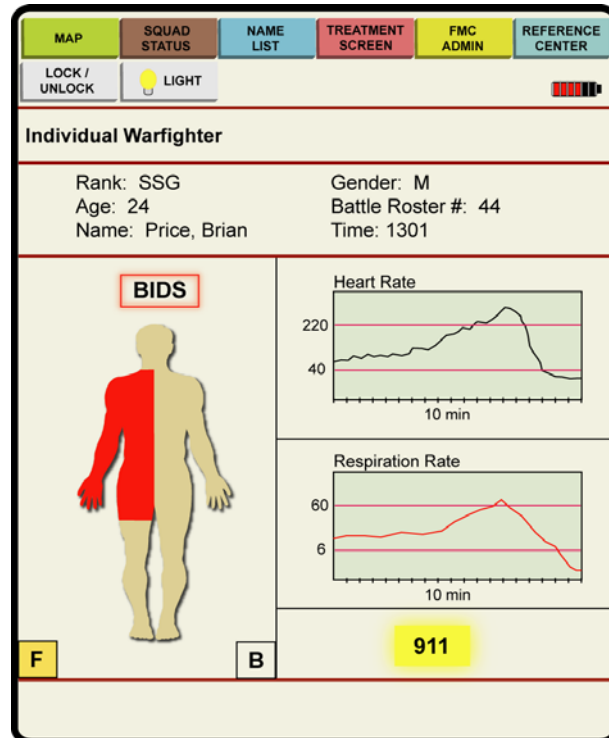 MAP
SQUAD
STATUS
NAME
LIST
TREATMENT
SCREEN
FMC
ADMIN
REFERENCE
CENTER
LOCK /
UNLOCK
LIGHT
Individual Warfighter
Rank: SSG
Gender: M
Age: 24
Battle Roster #: 44
Name: Price, Brian
Time: 1301
BIDS
Heart Rate
220
40
10 min
Respiration Rate
60
6
10 min
F
B
911